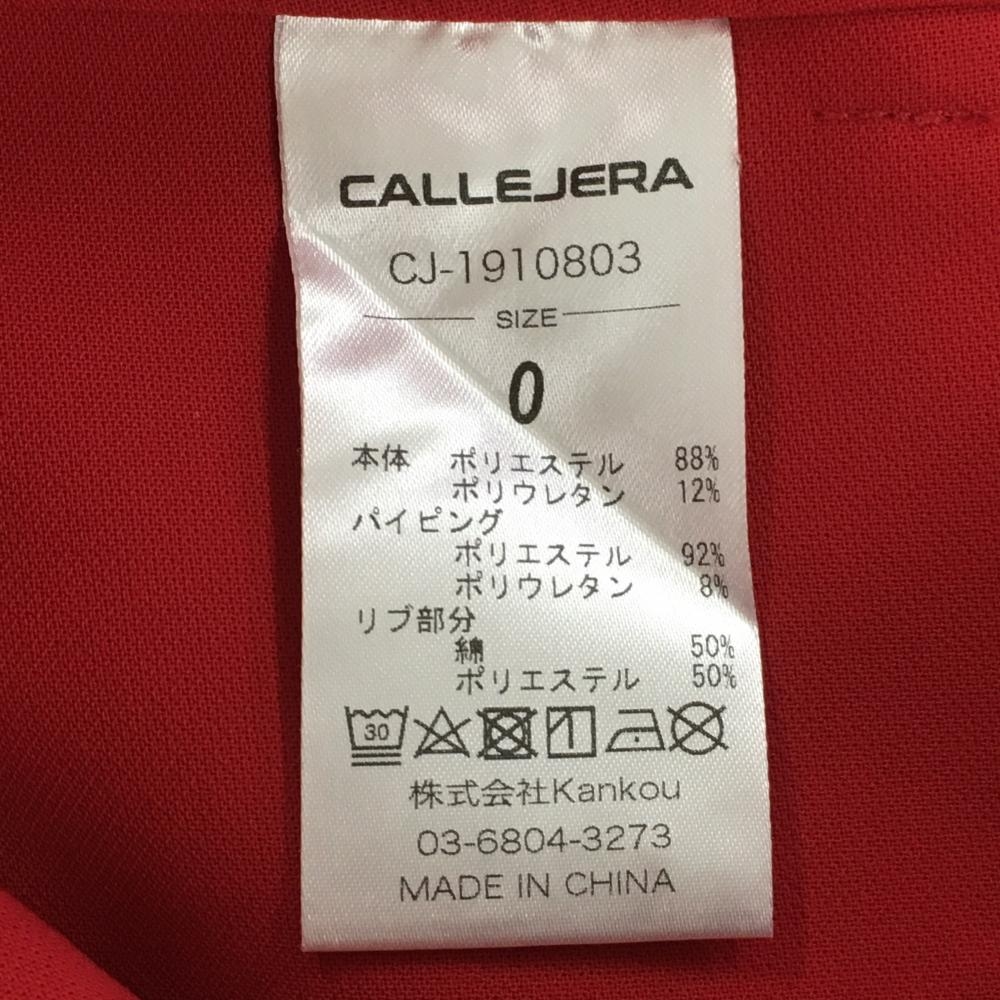 CALLEJERA
CJ-1910803
SIZE
0
本体 ポリエステル 88%
ポリウレタン 12%
パイピング
ポリエステル 92%
ポリウレタン 8%
リブ部分
綿 50%
ポリエステル 50%
30
株式会社Kankou
03-6804-3273
MADE IN CHINA